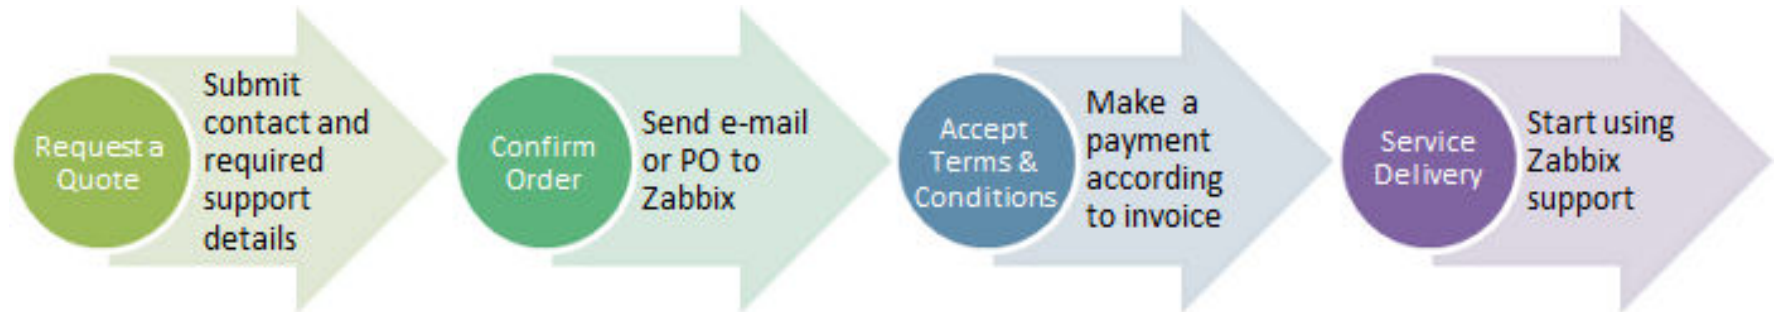 Request a
Quote
Submit
contact and
required
support
details
Confirm
Order
Send e-mail
or PO to
Zabbix
Accept
Terms &
Conditions
Make a
payment
according
to invoice
Service
Delivery
Start using
Zabbix
support